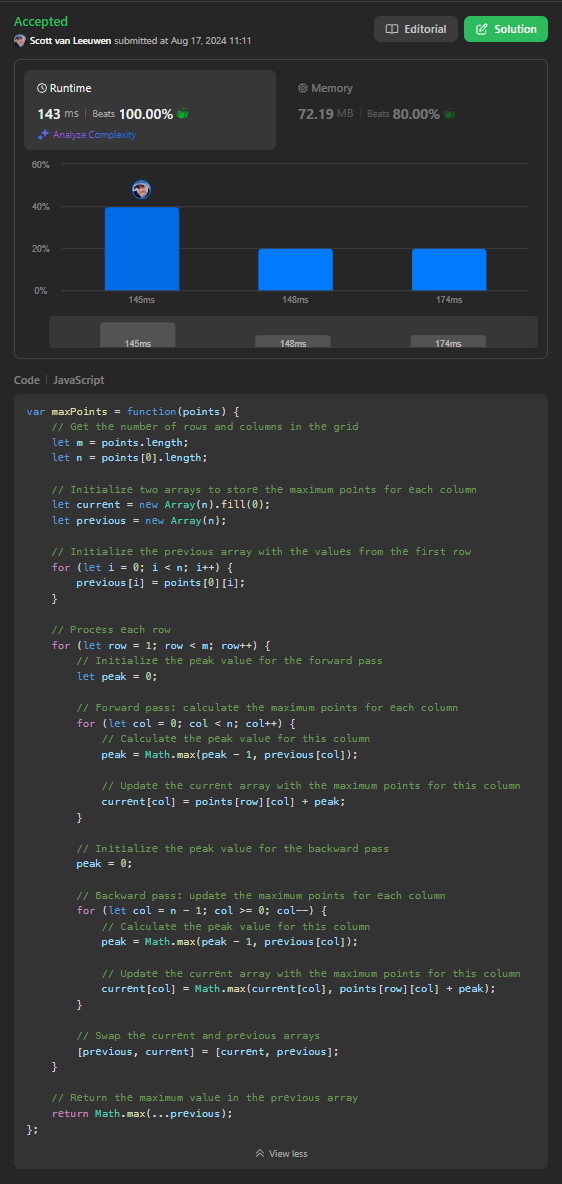 Accepted
Scott van Leeuwen submitted at Aug 17, 2024 11:11
Editorial
Solution
Runtime
143 ms | Beats 100.00%
Analyze Complexity
Memory
72.19 MB | Beats 80.00%
60%
40%
20%
0%
145ms 148ms 174ms
145ms 148ms 174ms
Code | JavaScript
var maxPoints = function(points) {
    // Get the number of rows and columns in the grid
    let m = points.length;
    let n = points[0].length;

    // Initialize two arrays to store the maximum points for each column
    let current = new Array(n).fill(0);
    let previous = new Array(n);

    // Initialize the previous array with the values from the first row
    for (let i = 0; i < n; i++) {
        previous[i] = points[0][i];
    }

    // Process each row
    for (let row = 1; row < m; row++) {
        // Initialize the peak value for the forward pass
        let peak = 0;

        // Forward pass: calculate the maximum points for each column
        for (let col = 0; col < n; col++) {
            // Calculate the peak value for this column
            peak = Math.max(peak - 1, previous[col]);

            // Update the current array with the maximum points for this column
            current[col] = points[row][col] + peak;
        }

        // Initialize the peak value for the backward pass
        peak = 0;

        // Backward pass: update the maximum points for each column
        for (let col = n - 1; col >= 0; col--) {
            // Calculate the peak value for this column
            peak = Math.max(peak - 1, previous[col]);

            // Update the current array with the maximum points for this column
            current[col] = Math.max(current[col], points[row][col] + peak);
        }

        // Swap the current and previous arrays
        [previous, current] = [current, previous];
    }

    // Return the maximum value in the previous array
    return Math.max(...previous);
};
View less